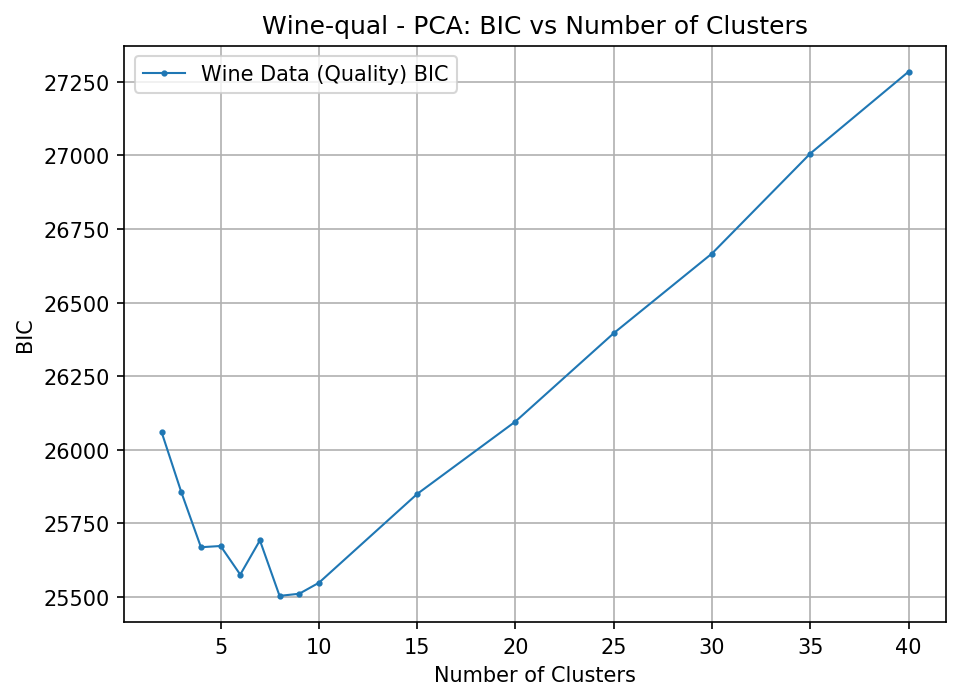 Wine-qual - PCA: BIC vs Number of Clusters
Wine Data (Quality) BIC
27250
27000
26750
26500
26250
26000
25750
25500
BIC
5 10 15 20 25 30 35 40
Number of Clusters